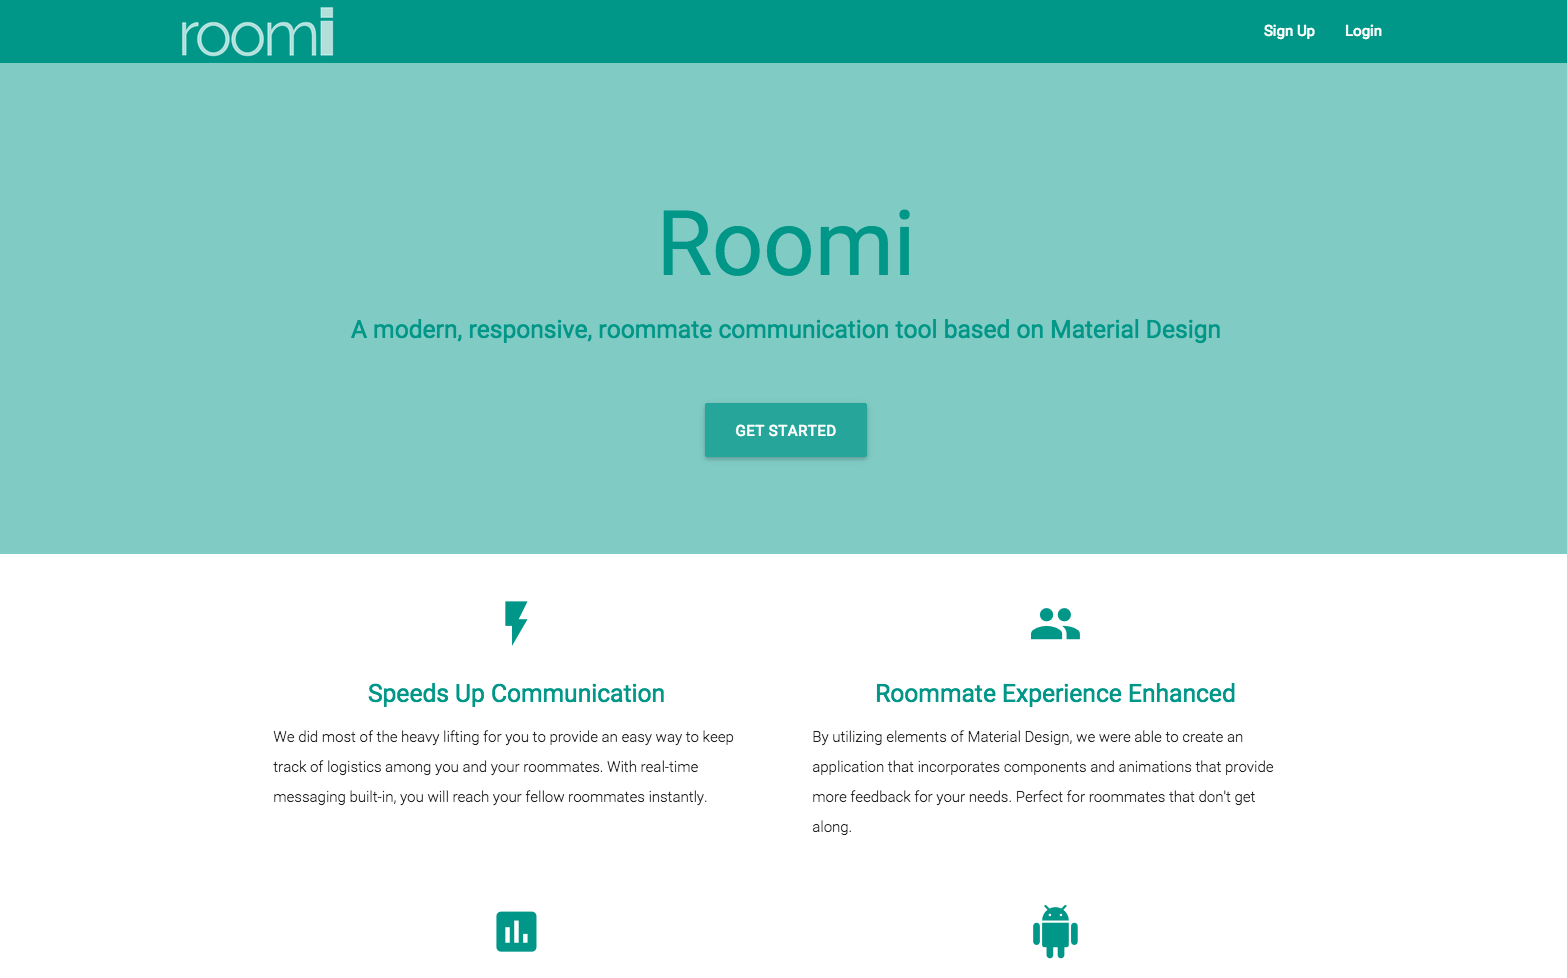 roomi
Sign Up Login
Roomi
A modern, responsive, roommate communication tool based on Material Design
GET STARTED
Speeds Up Communication
We did most of the heavy lifting for you to provide an easy way to keep
track of logistics among you and your roommates. With real-time
messaging built-in, you will reach your fellow roommates instantly.
Roommate Experience Enhanced
By utilizing elements of Material Design, we were able to create an
application that incorporates components and animations that provide
more feedback for your needs. Perfect for roommates that don't get
along.